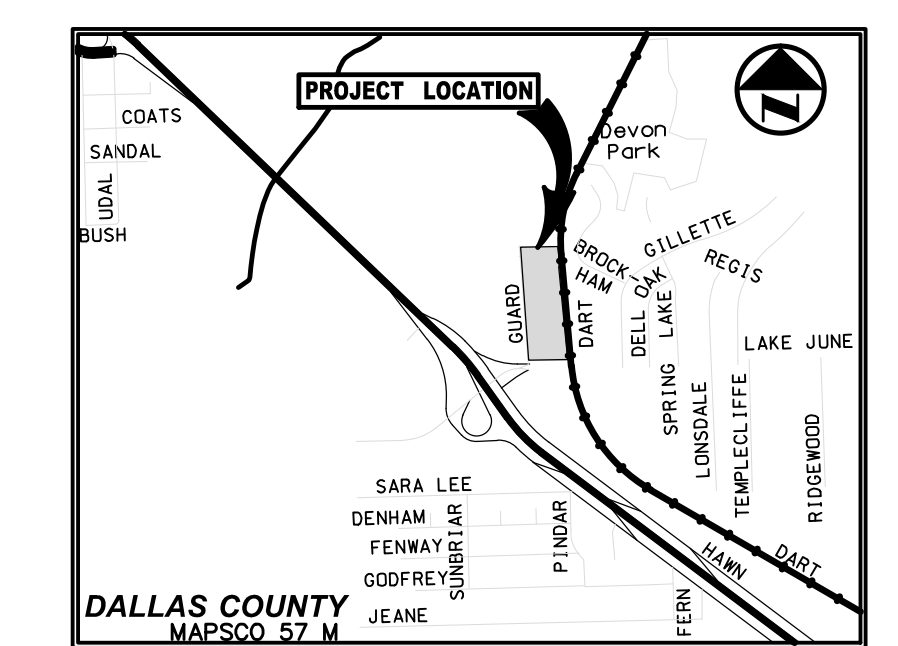 PROJECT LOCATION
N
Devon
Park
COATS
SANDAL
UDAL
BUSH
GILLETTE
BROCK-
HAM
OAK
DELL
REGIS
GUARD
DART
SPRING LAKE
LAKE JUNE
LONSDALE
TEMPLECLIFFE
RIDGEWOOD
SARA LEE
DENHAM
FENWAY
GODFREY
JEANE
SUNBRIAR
PINDAR
HAWN
DART
FERN
DALLAS COUNTY
MAPSCO 57 M